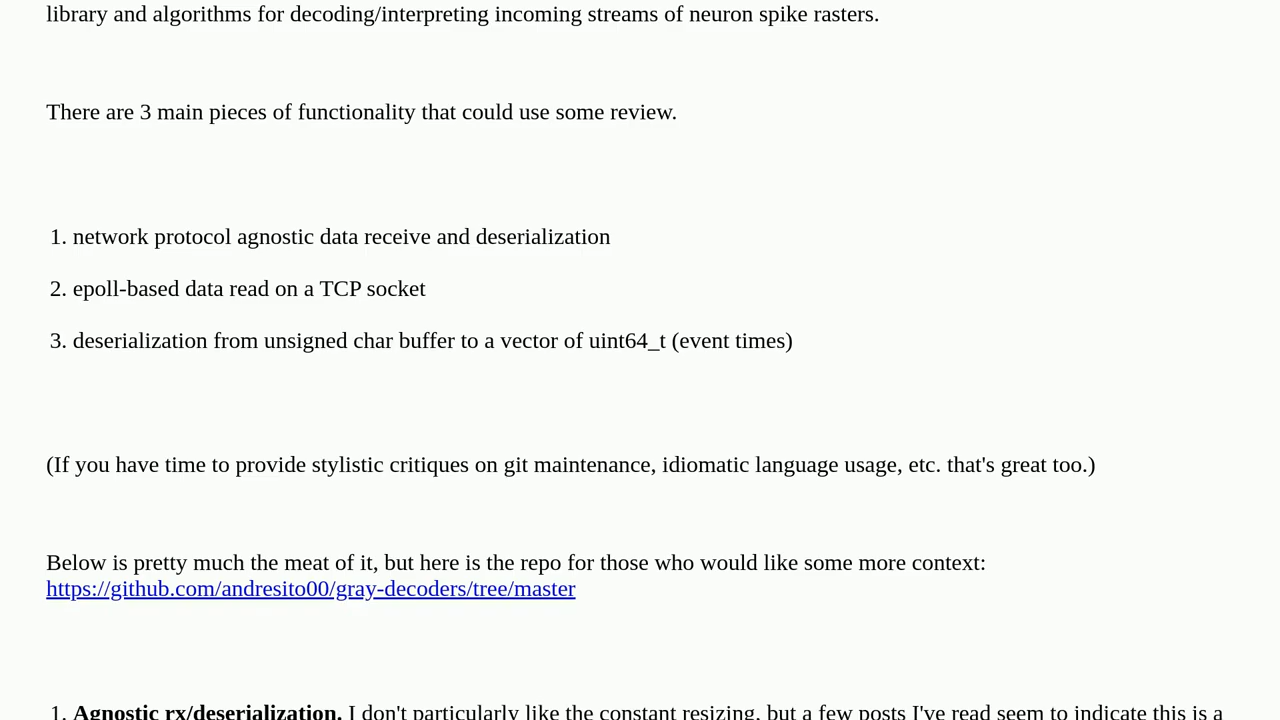 library and algorithms for decoding/interpreting incoming streams of neuron spike rasters.
There are 3 main pieces of functionality that could use some review.
1. network protocol agnostic data receive and deserialization
2. epoll-based data read on a TCP socket
3. deserialization from unsigned char buffer to a vector of uint64_t (event times)
(If you have time to provide stylistic critiques on git maintenance, idiomatic language usage, etc. that's great too.)
Below is pretty much the meat of it, but here is the repo for those who would like some more context:
https://github.com/andresito00/gray-decoders/tree/master
1. Agnostic rx/deserialization. I don't particularly like the constant resizing, but a few posts I've read seem to indicate this is a